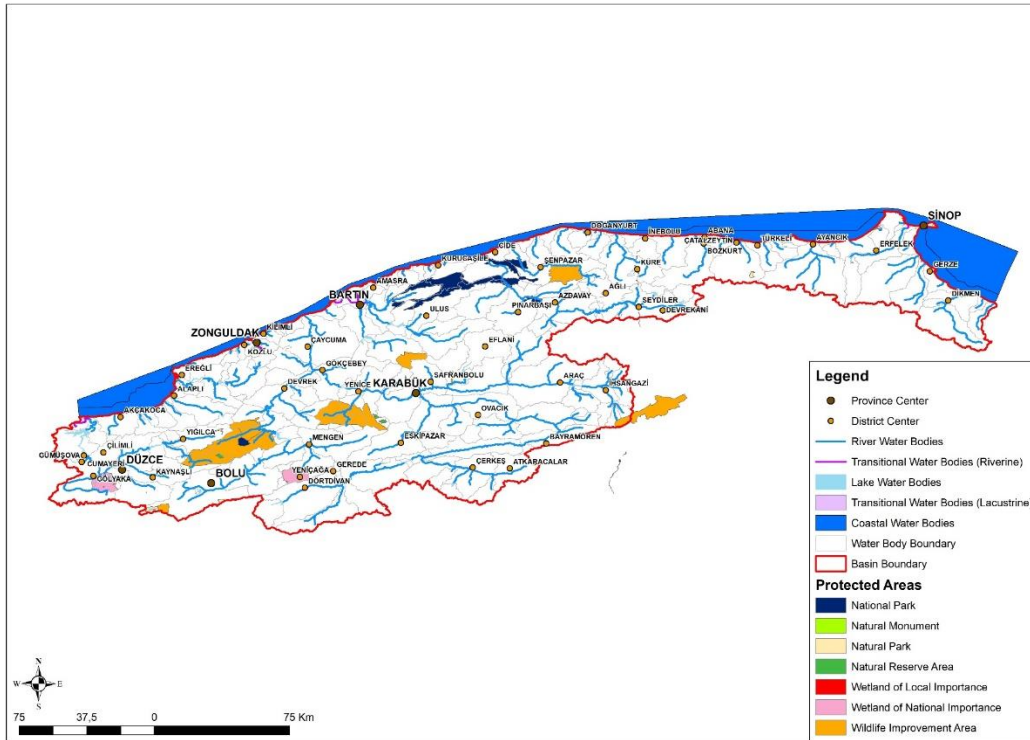 SİNOP
DOĞANYURT
İNEBOLU
ABANA
ÇATALZEYTİN
BOZKURT
TÜRKELİ
AYANCIK
ERFELEK
GERZE
DİKMEN
CİDE
KURUCAŞİLE
ŞENPAZAR
KÜRE
AMASRA
BARTIN
AĞLI
AZDAVAY
SEYDİLER
DEVREKANİ
PINARBAŞI
ULUS
ZONGULDAK
KİLİMLİ
KOZLU
ÇAYCUMA
EFLANİ
GÖKÇEBEY
EREĞLİ
ALAPLI
DEVREK
YENİCE
KARABÜK
SAFRANBOLU
ARAÇ
İHSANGAZİ
AKÇAKOCA
OVACIK
YIĞILCA
MENGEN
ESKİPAZAR
BAYRAMÖREN
ÇİLİMLİ
GÜMÜŞOVA
CUMAYERİ
DÜZCE
GÖLYAKA
KAYNAŞLI
BOLU
YENİÇAĞA
GEREDE
DÖRTDİVAN
ÇERKEŞ
ATKARACALAR
Legend
Province Center
District Center
River Water Bodies
Transitional Water Bodies (Riverine)
Lake Water Bodies
Transitional Water Bodies (Lacustrine)
Coastal Water Bodies
Water Body Boundary
Basin Boundary
Protected Areas
National Park
Natural Monument
Natural Park
Natural Reserve Area
Wetland of Local Importance
Wetland of National Importance
Wildlife Improvement Area
N
W E
S
75 37,5 0 75 Km